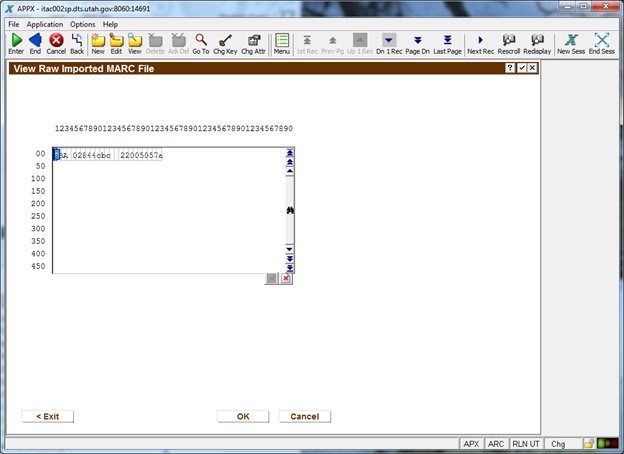 APPX - itac002sp.dts.utah.gov:8060:14691
File Application Options Help
Enter End Cancel Back New Edit View Delete Ack Del Go To Chg Key Chg Attr Menu 1st Rec Prev Pg Up 1 Rec Dn 1 Rec Page Dn Last Page Next Rec Rescroll Redisplay New Sess End Sess
View Raw Imported MARC File
12345678901234567890123456789012345678901234567890
00 BA 02844cbc 22005057a
50
100
150
200
250
300
350
400
450
< Exit OK Cancel
APX ARC RLN UT Chg